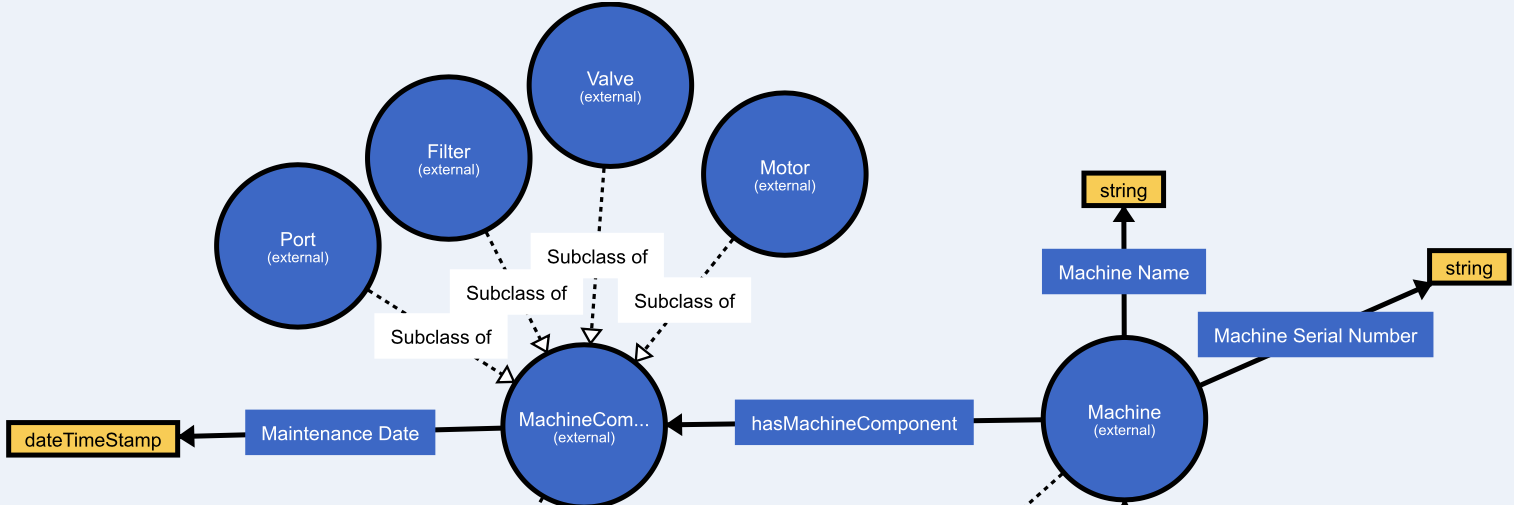 Valve
(external)
Filter
(external)
Motor
(external)
string
Port
(external)
Subclass of
Machine Name
string
Subclass of
Subclass of
Subclass of
Machine Serial Number
MachineCom...
(external)
Machine
(external)
hasMachineComponent
Maintenance Date
dateTimeStamp